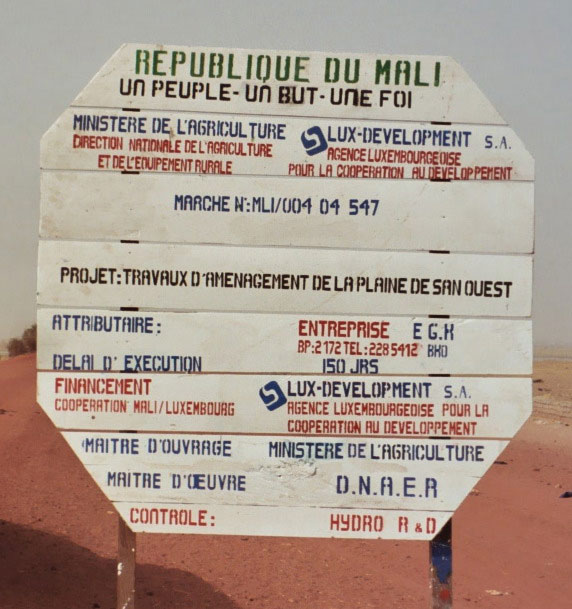 REPUBLIQUE DU MALI
UN PEUPLE - UN BUT - UNE FOI
MINISTERE DE L'AGRICULTURE
DIRECTION NATIONALE DE L'AGRICULTURE
ET DE L'EQUIPEMENT RURALE
LUX-DEVELOPMENT S.A.
AGENCE LUXEMBOURGEOISE
POUR LA COOPERATION AU DEVELOPPEMENT
MARCHE N°:MLI/004 04 547
PROJET:TRAVAUX D'AMENAGEMENT DE LA PLAINE DE SAN OUEST
ATTRIBUTAIRE: ENTREPRISE E G.K
BP:2172 TEL:2285412 BKO
DELAI D'EXECUTION 150 JRS
FINANCEMENT
COOPERATION MALI/LUXEMBOURG
LUX-DEVELOPMENT S.A.
AGENCE LUXEMBOURGEOISE POUR LA
COOPERATION AU DEVELOPPEMENT
MAITRE D'OUVRAGE MINISTERE DE L'AGRICULTURE
MAITRE D'ŒUVRE D.N.A.E.R
CONTROLE: HYDRO R & D